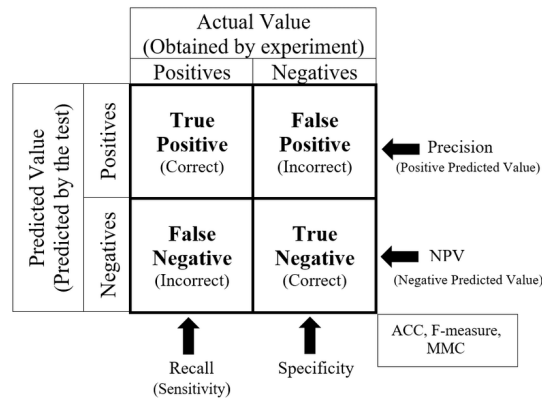 Actual Value
(Obtained by experiment)
Positives
Negatives
Predicted Value
(Predicted by the test)
Positives
True
Positive
(Correct)
False
Positive
(Incorrect)
Precision
(Positive Predicted Value)
Negatives
False
Negative
(Incorrect)
True
Negative
(Correct)
NPV
(Negative Predicted Value)
Recall
(Sensitivity)
Specificity
ACC, F-measure,
MMC